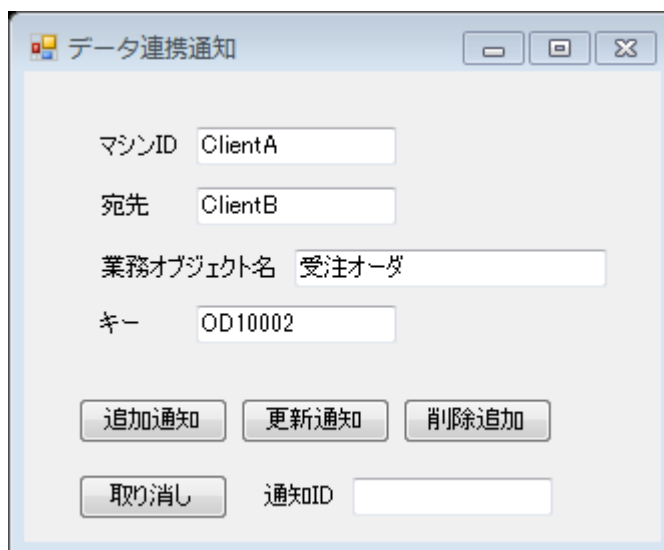 データ連携通知
マシンID ClientA
宛先 ClientB
業務オブジェクト名 受注オーダ
キー OD10002
追加通知 更新通知 削除追加
取り消し 通知ID